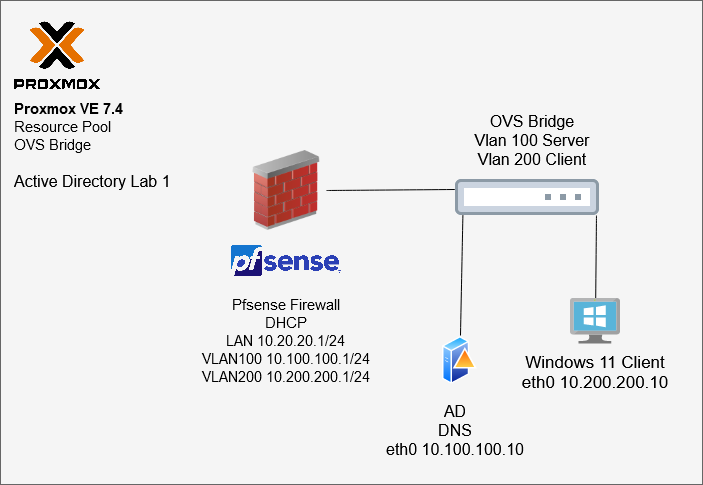 PROXMOX
Proxmox VE 7.4
Resource Pool
OVS Bridge
Active Directory Lab 1
OVS Bridge
Vlan 100 Server
Vlan 200 Client
pfsense
Pfsense Firewall
DHCP
LAN 10.20.20.1/24
VLAN100 10.100.100.1/24
VLAN200 10.200.200.1/24
AD
DNS
eth0 10.100.100.10
Windows 11 Client
eth0 10.200.200.10